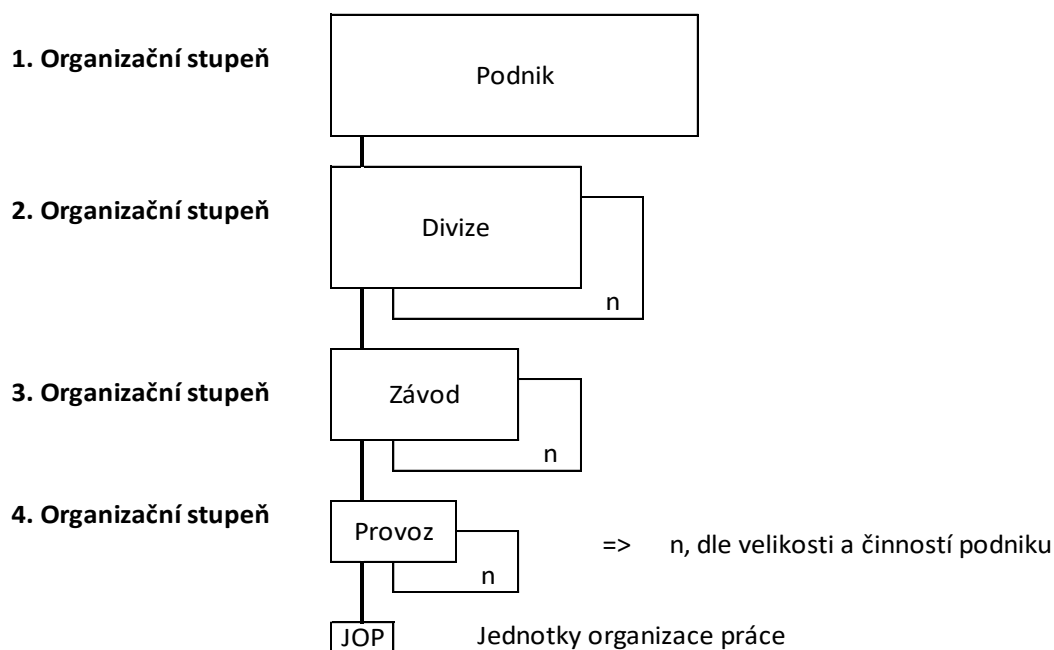 1. Organizační stupeň
Podnik
2. Organizační stupeň
Divize
n
3. Organizační stupeň
Závod
n
4. Organizační stupeň
Provoz
n
=> n, dle velikosti a činností podniku
JOP
Jednotky organizace práce